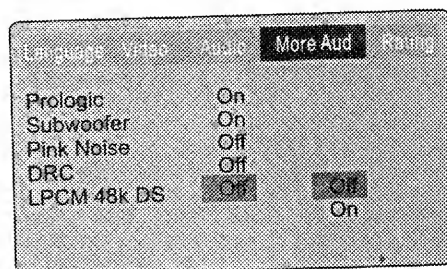 Language Video Audio More Aud Rating
Prologic On
Subwoofer On
Pink Noise Off
DRC Off
LPCM 48k DS Off Off
On